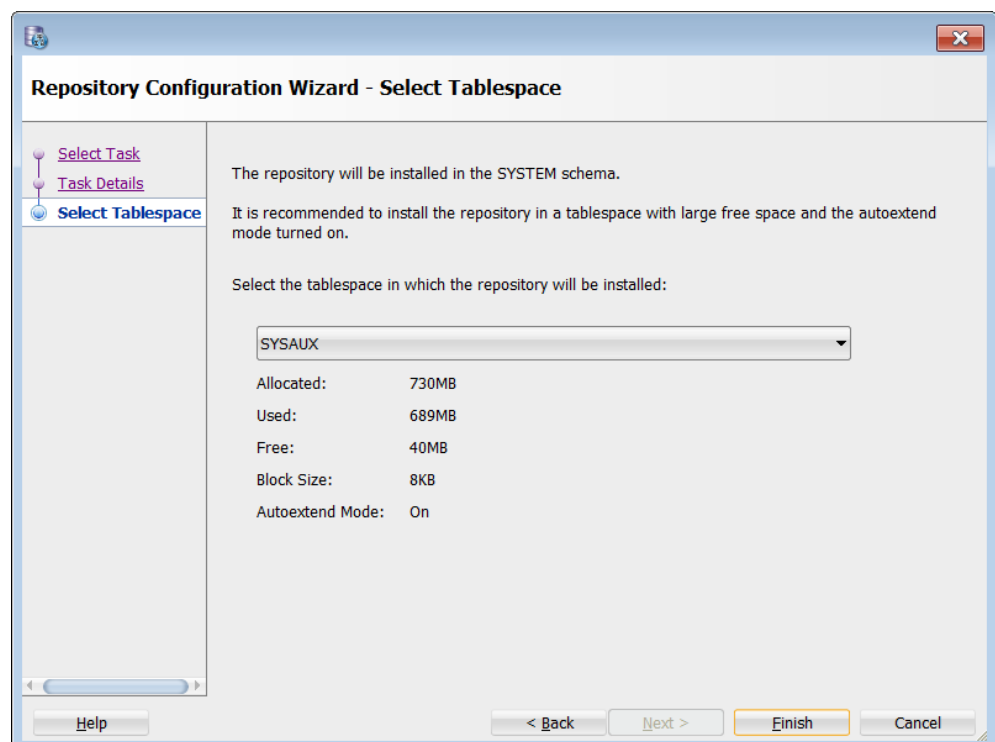 Repository Configuration Wizard - Select Tablespace
Select Task
Task Details
Select Tablespace
The repository will be installed in the SYSTEM schema.
It is recommended to install the repository in a tablespace with large free space and the autoextend
mode turned on.
Select the tablespace in which the repository will be installed:
SYSAUX
Allocated: 730MB
Used: 689MB
Free: 40MB
Block Size: 8KB
Autoextend Mode: On
Help < Back Next > Finish Cancel